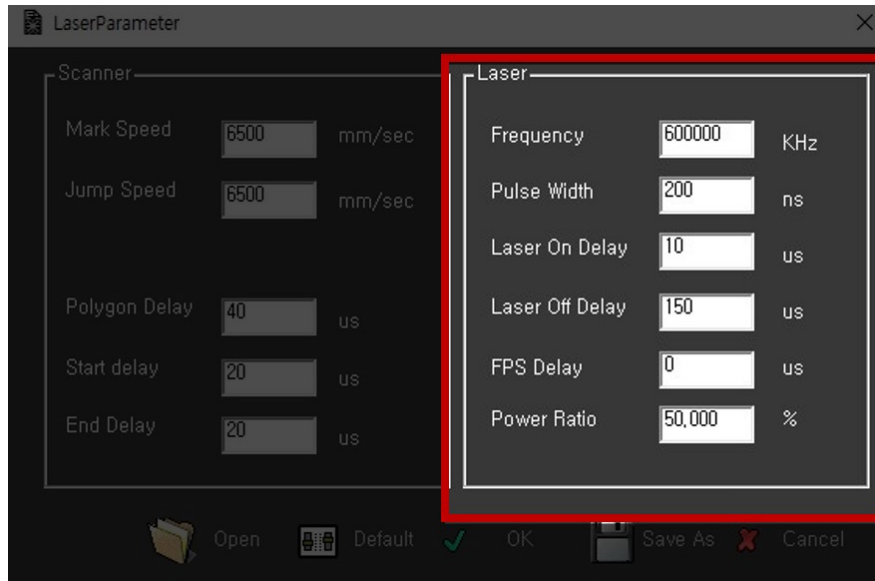 LaserParameter
Scanner
Mark Speed 6500 mm/sec
Jump Speed 6500 mm/sec
Polygon Delay 40 us
Start delay 20 us
End Delay 20 us
Laser
Frequency 600000 KHz
Pulse Width 200 ns
Laser On Delay 10 us
Laser Off Delay 150 us
FPS Delay 0 us
Power Ratio 50,000 %
Open Default OK Save As Cancel